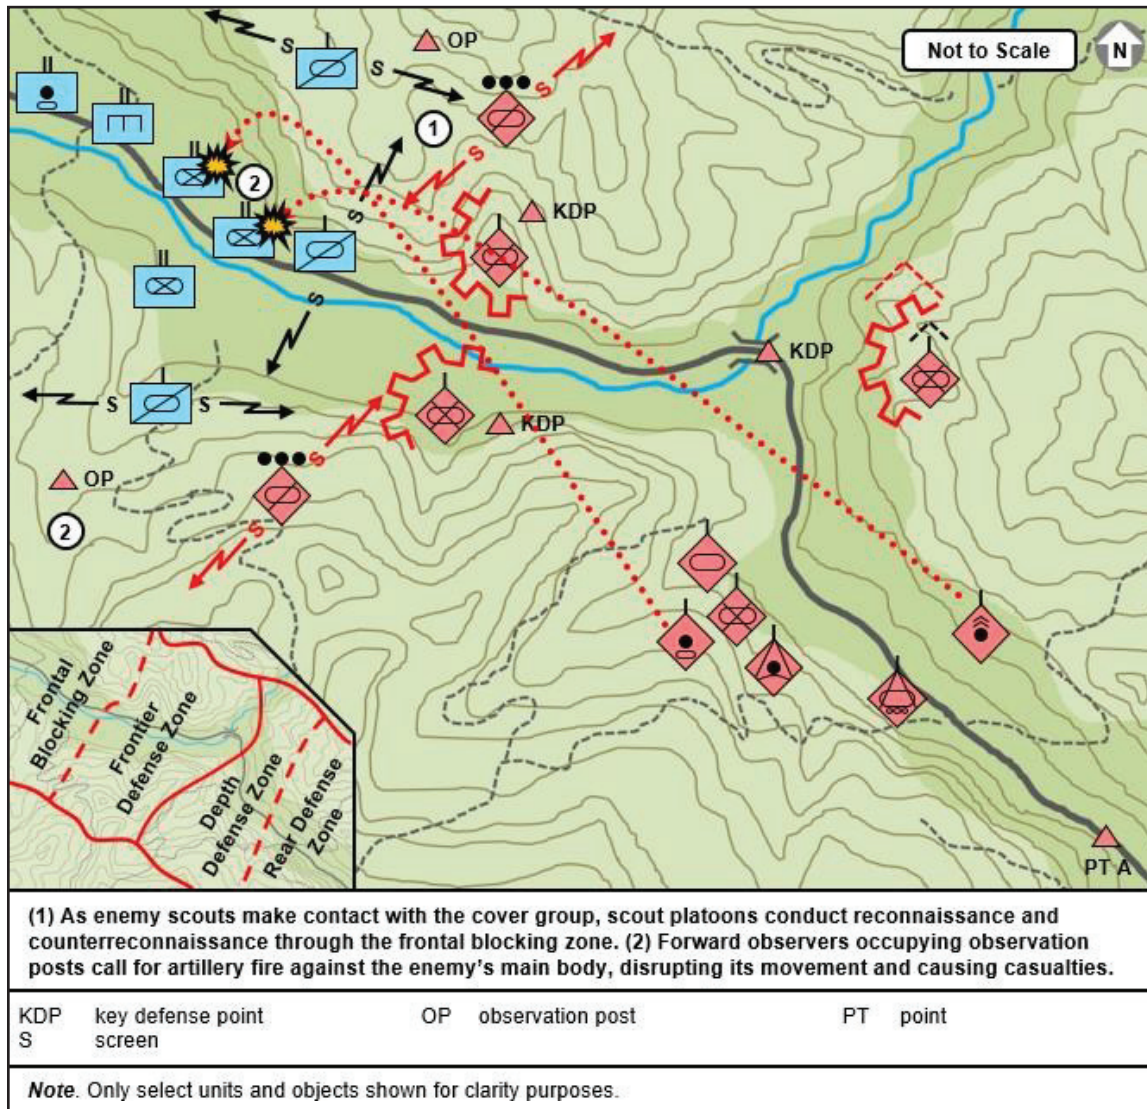 OP
Not to Scale
N
S
S
S
1
S
2
S
KDP
S
KDP
S
S
KDP
S
OP
2
S
Frontal
Blocking Zone
Frontier
Defense Zone
Depth
Defense Zone
Rear Defense
Zone
PT A
(1) As enemy scouts make contact with the cover group, scout platoons conduct reconnaissance and
counterreconnaissance through the frontal blocking zone. (2) Forward observers occupying observation
posts call for artillery fire against the enemy's main body, disrupting its movement and causing casualties.
KDP key defense point OP observation post PT point
S screen
Note. Only select units and objects shown for clarity purposes.